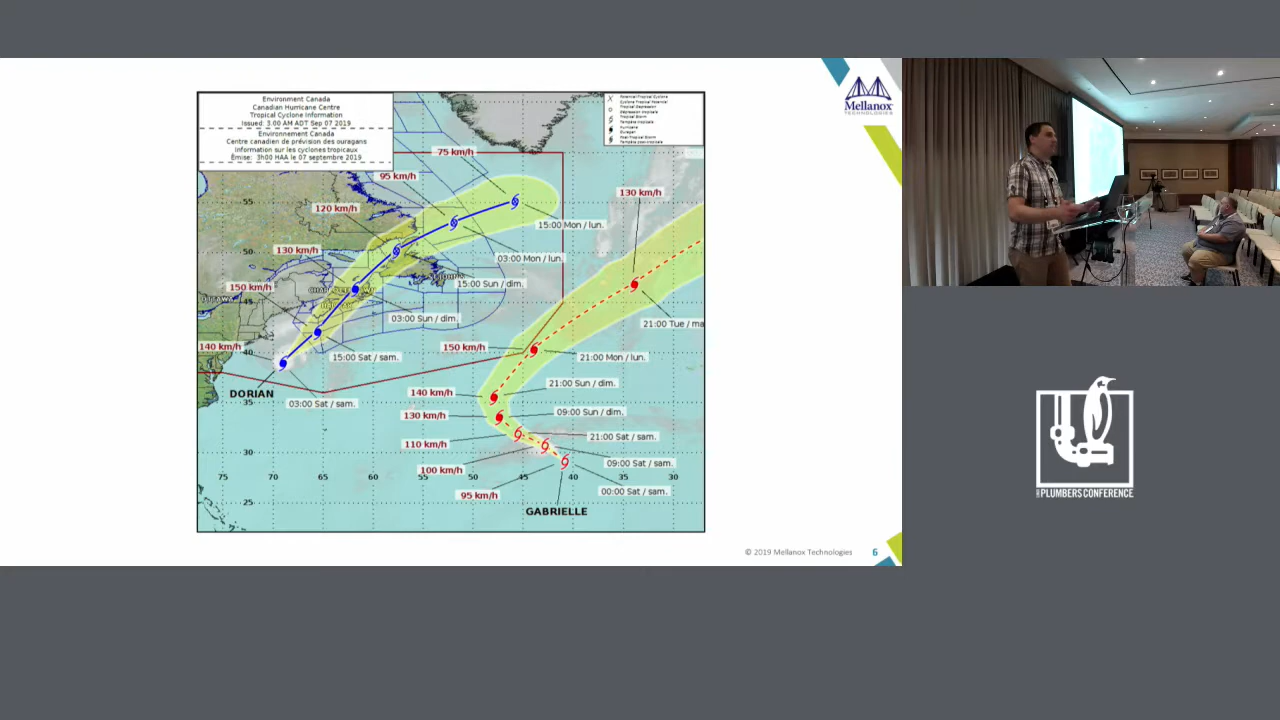 Environment Canada
Canadian Hurricane Centre
Tropical Cyclone Information
Issued: 3.00 AM ADT Sep 07 2019
Environnement Canada
Centre canadien de prévision des ouragans
Information sur les cyclones tropicaux
Émise: 3h00 HAA le 07 septembre 2019
Mellanox
TECHNOLOGIES
75 km/h
95 km/h
130 km/h
120 km/h
55
15:00 Mon / lun.
130 km/h
50
03:00 Mon / lun.
150 km/h
15:00 Sun / dim.
45
03:00 Sun / dim.
21:00 Tue / ma
140 km/h
40
15:00 Sat / sam.
150 km/h
21:00 Mon / lun.
DORIAN
03:00 Sat / sam.
35
140 km/h
21:00 Sun / dim.
130 km/h
09:00 Sun / dim.
110 km/h
21:00 Sat / sam.
30
100 km/h
09:00 Sat / sam.
75 70 65 60 55 50 45 40 35 30
95 km/h
00:00 Sat / sam.
25
GABRIELLE
© 2019 Mellanox Technologies 6
PLUMBERS CONFERENCE